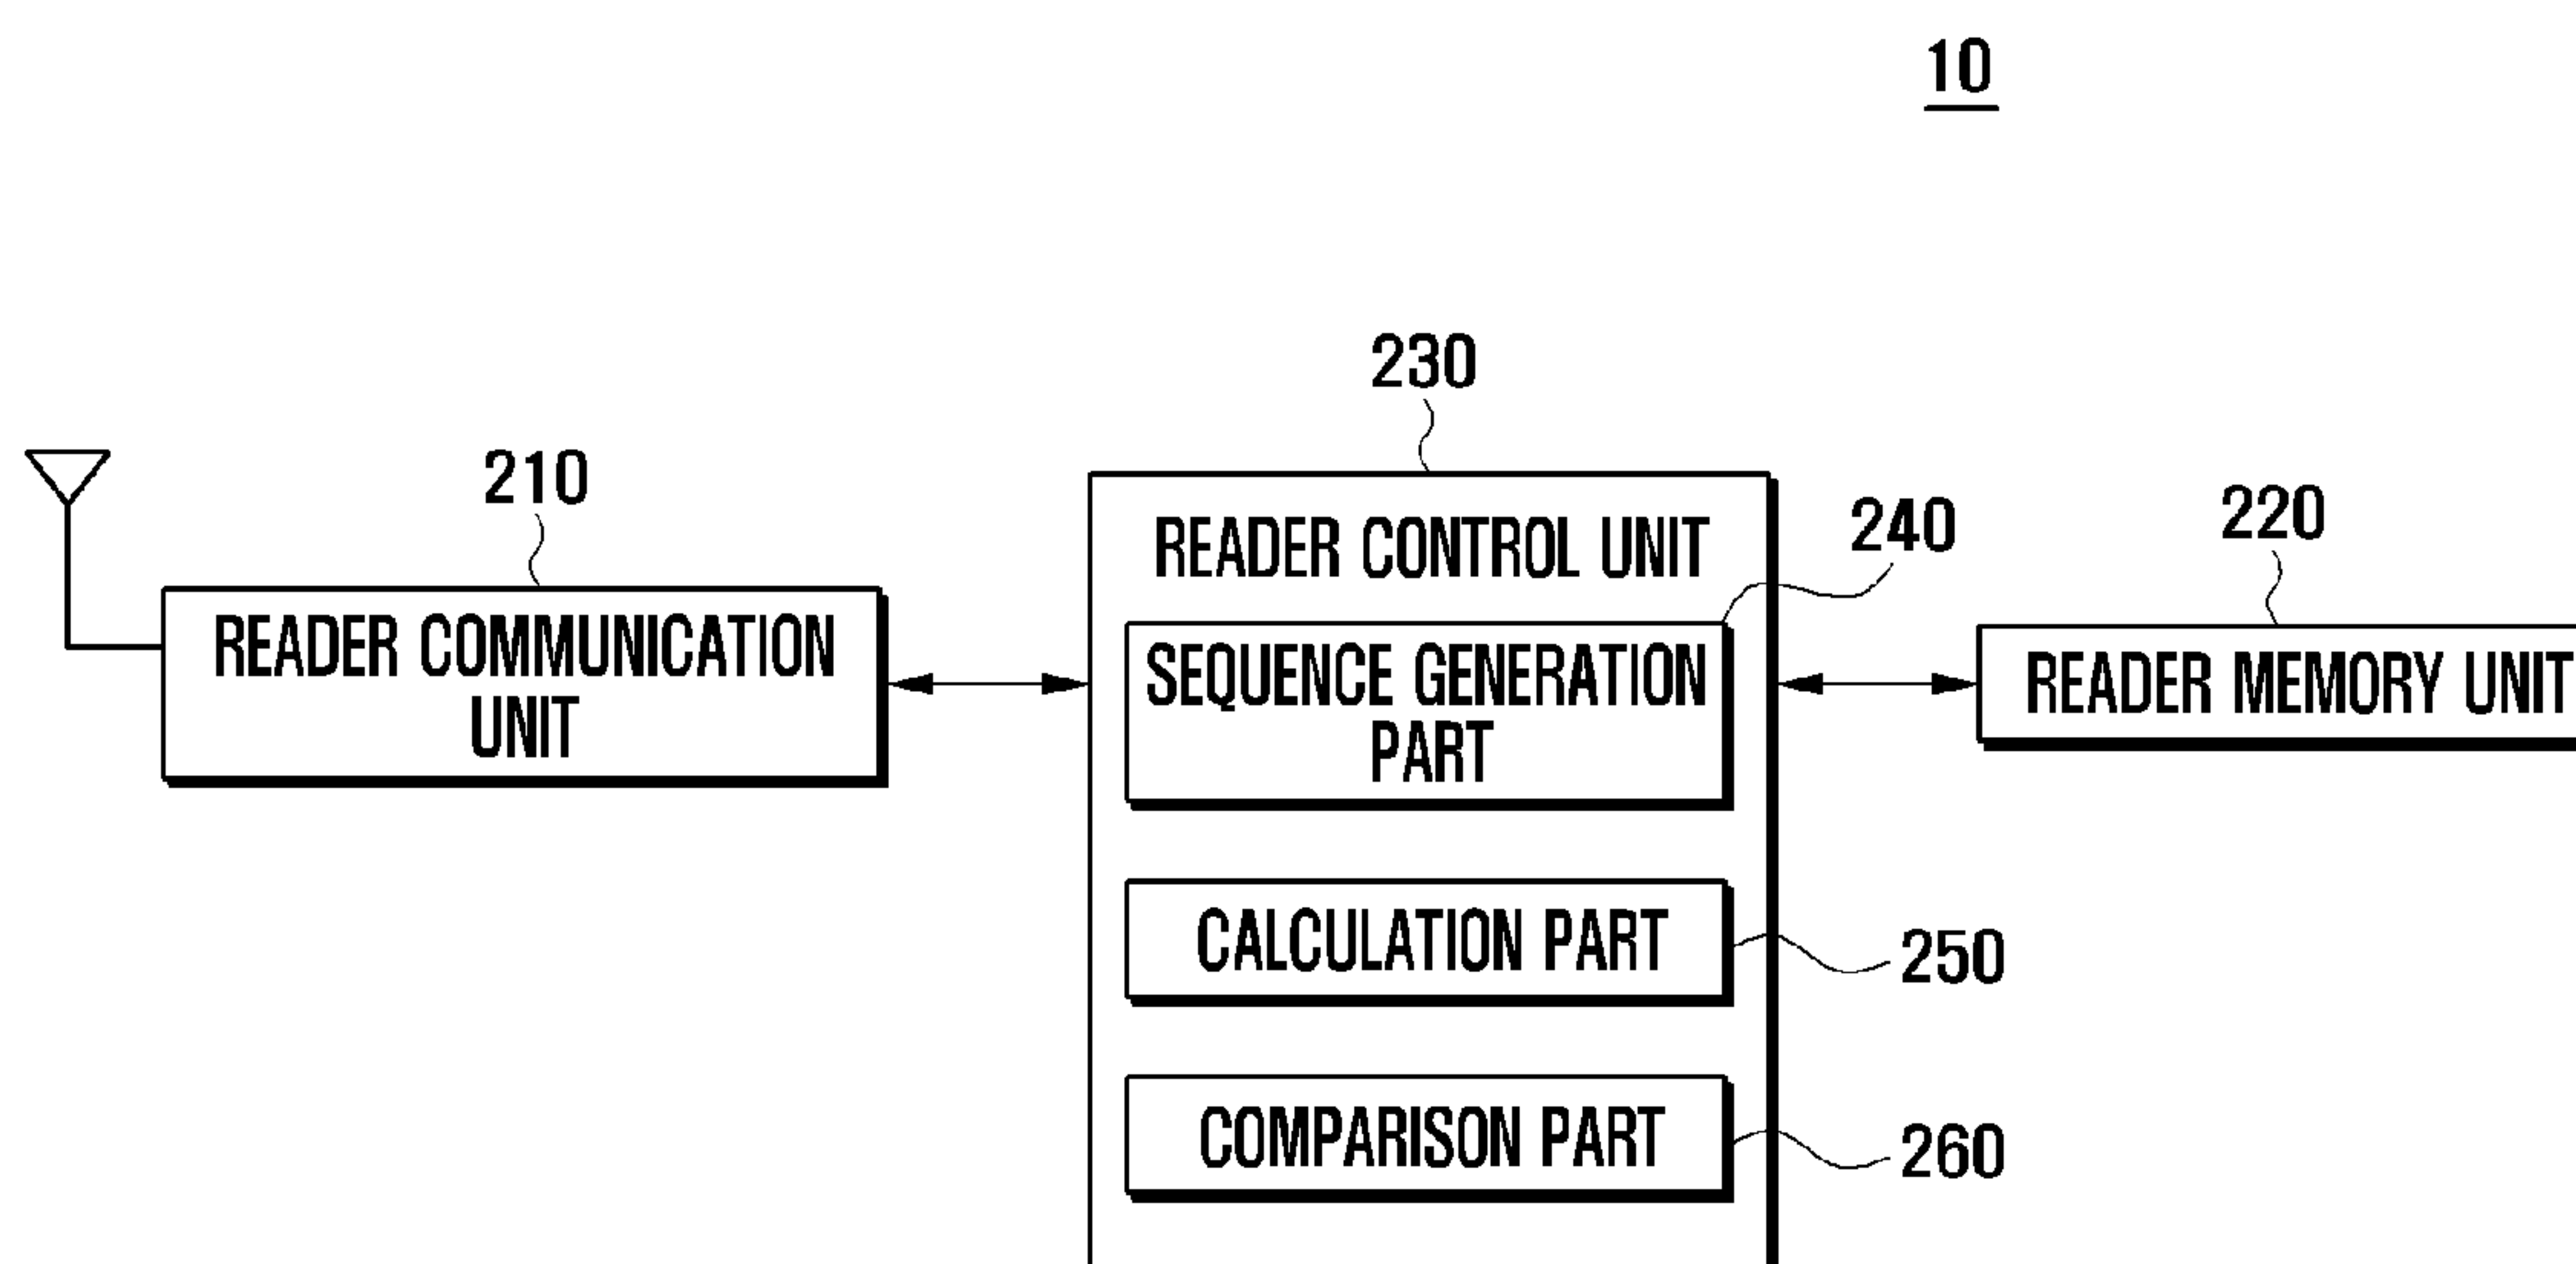 10
230
210
240
220
READER CONTROL UNIT
READER COMMUNICATION
UNIT
SEQUENCE GENERATION
PART
READER MEMORY UNIT
CALCULATION PART
250
COMPARISON PART
260